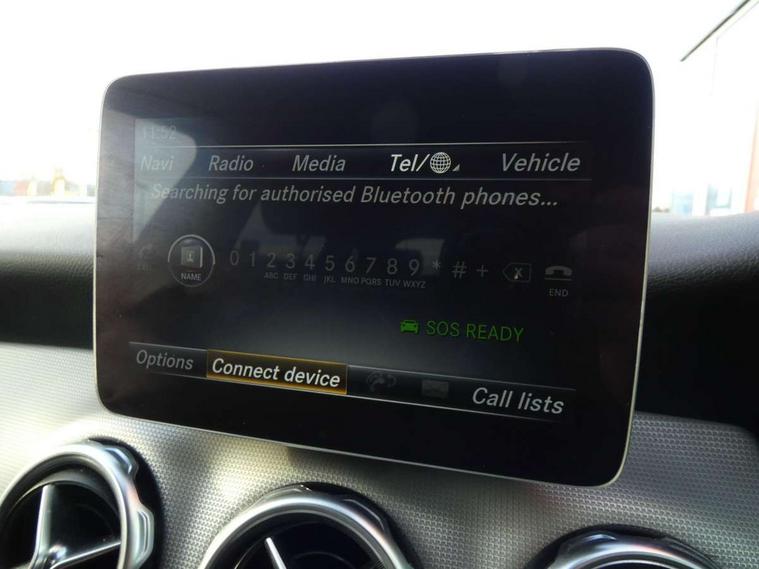 11:52
Navi Radio Media Tel/ Vehicle
Searching for authorised Bluetooth phones...
0 1 2 3 4 5 6 7 8 9 * # +
NAME ABC DEF GHI JKL MNO PQRS TUV WXYZ END
SOS READY
Options Connect device Call lists